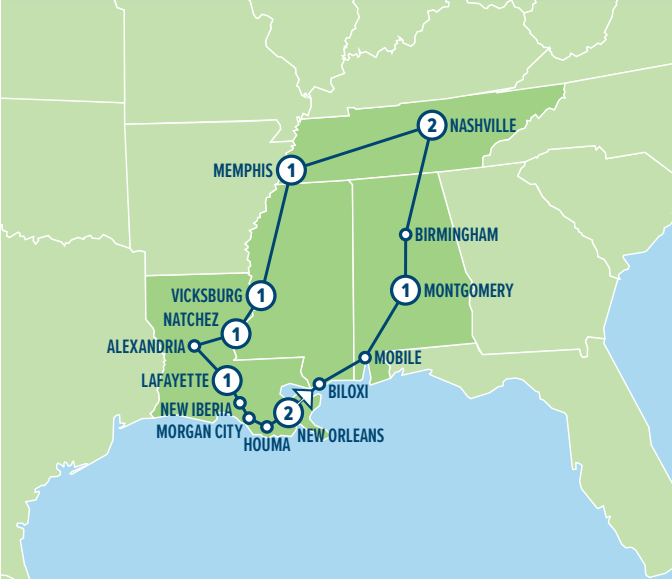 2 NASHVILLE
MEMPHIS 1
BIRMINGHAM
VICKSBURG 1
1 MONTGOMERY
NATCHEZ
1
ALEXANDRIA
MOBILE
LAFAYETTE 1
BILOXI
NEW IBERIA
2
MORGAN CITY
NEW ORLEANS
HOUMA